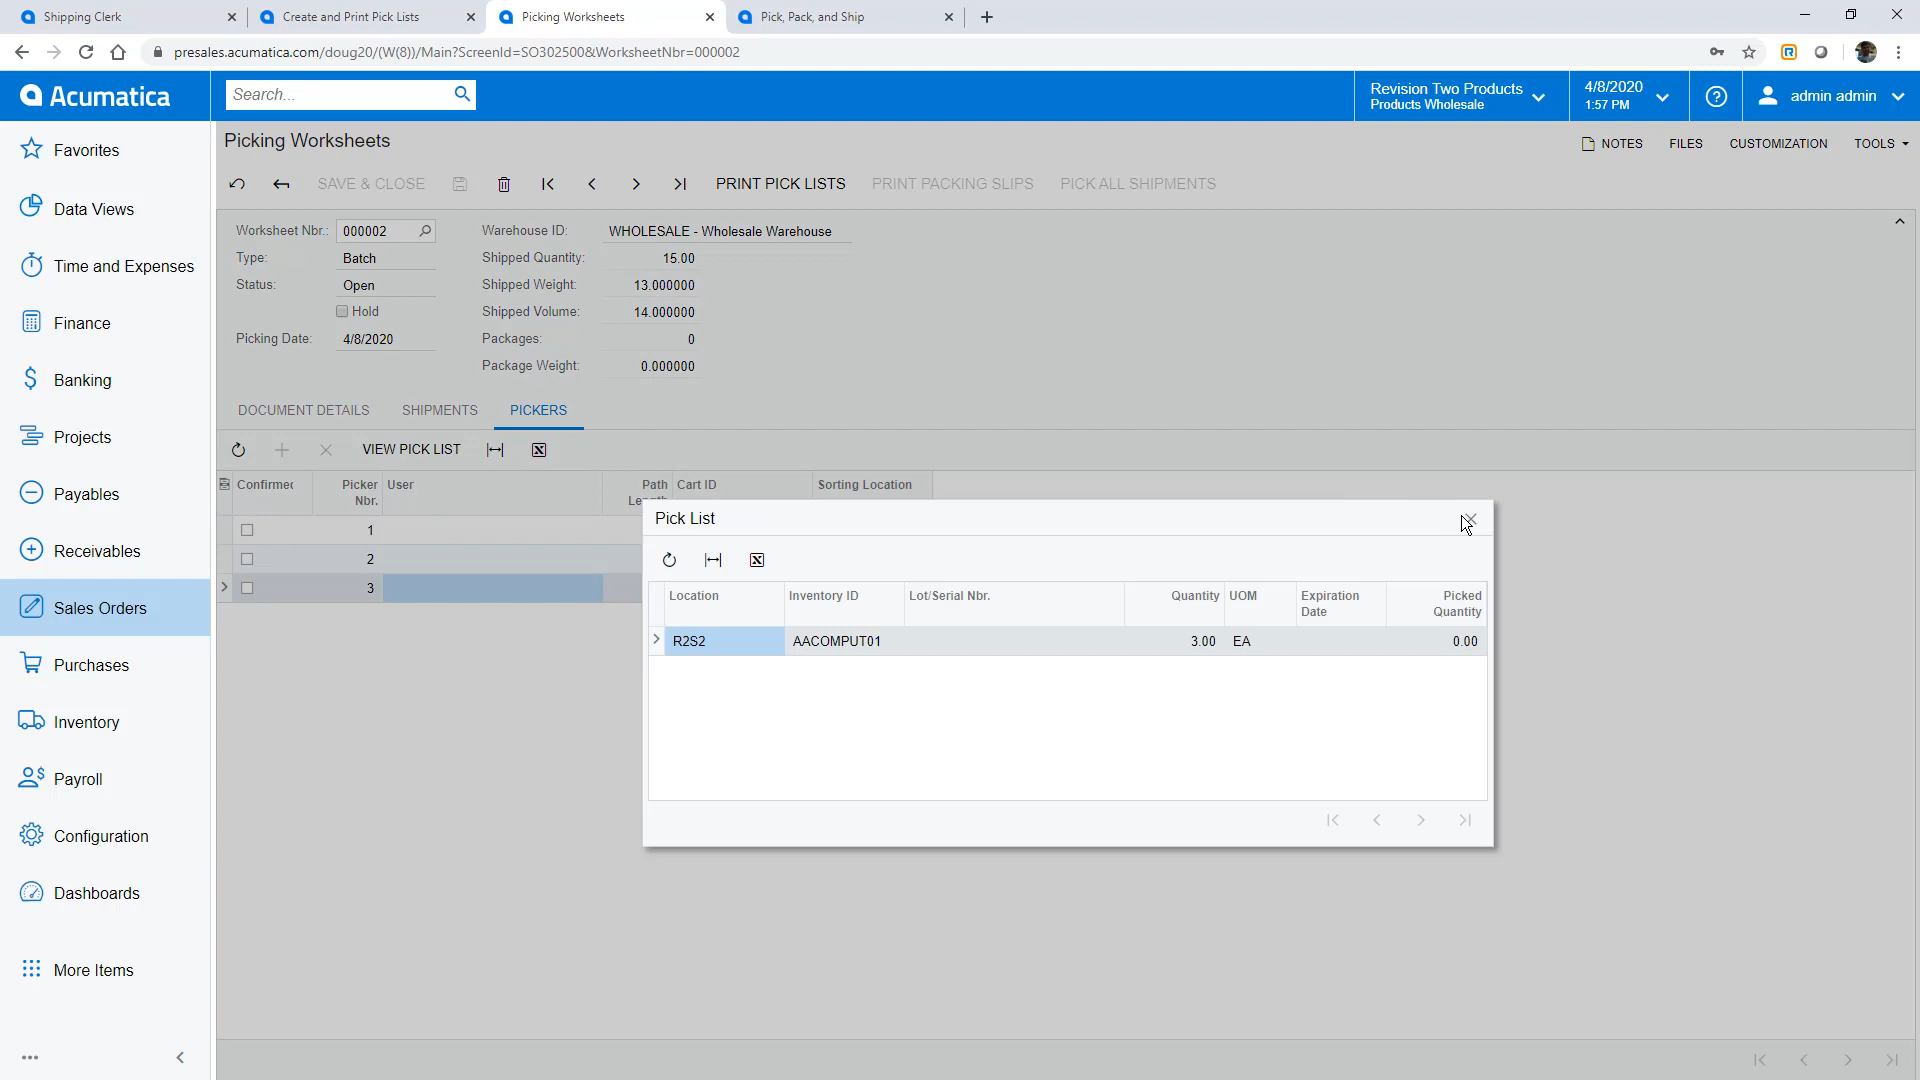 Shipping Clerk
Create and Print Pick Lists
Picking Worksheets
Pick, Pack, and Ship
presales.acumatica.com/doug20/(W(8))/Main?ScreenId=SO302500&WorksheetNbr=000002
Acumatica
Search...
Revision Two Products
Products Wholesale
4/8/2020
1:57 PM
admin admin
Favorites
Data Views
Time and Expenses
Finance
Banking
Projects
Payables
Receivables
Sales Orders
Purchases
Inventory
Payroll
Configuration
Dashboards
More Items
Picking Worksheets
NOTES
FILES
CUSTOMIZATION
TOOLS
SAVE & CLOSE
PRINT PICK LISTS
PRINT PACKING SLIPS
PICK ALL SHIPMENTS
Worksheet Nbr.: 000002
Type: Batch
Status: Open
Hold
Picking Date: 4/8/2020
Warehouse ID: WHOLESALE - Wholesale Warehouse
Shipped Quantity: 15.00
Shipped Weight: 13.000000
Shipped Volume: 14.000000
Packages: 0
Package Weight: 0.000000
DOCUMENT DETAILS
SHIPMENTS
PICKERS
VIEW PICK LIST
Confirmed
Picker
Nbr.
User
Path
Cart ID
Sorting Location
1
2
3
Pick List
Location
Inventory ID
Lot/Serial Nbr.
Quantity
UOM
Expiration
Date
Picked
Quantity
R2S2 AACOMPUT01 3.00 EA 0.00